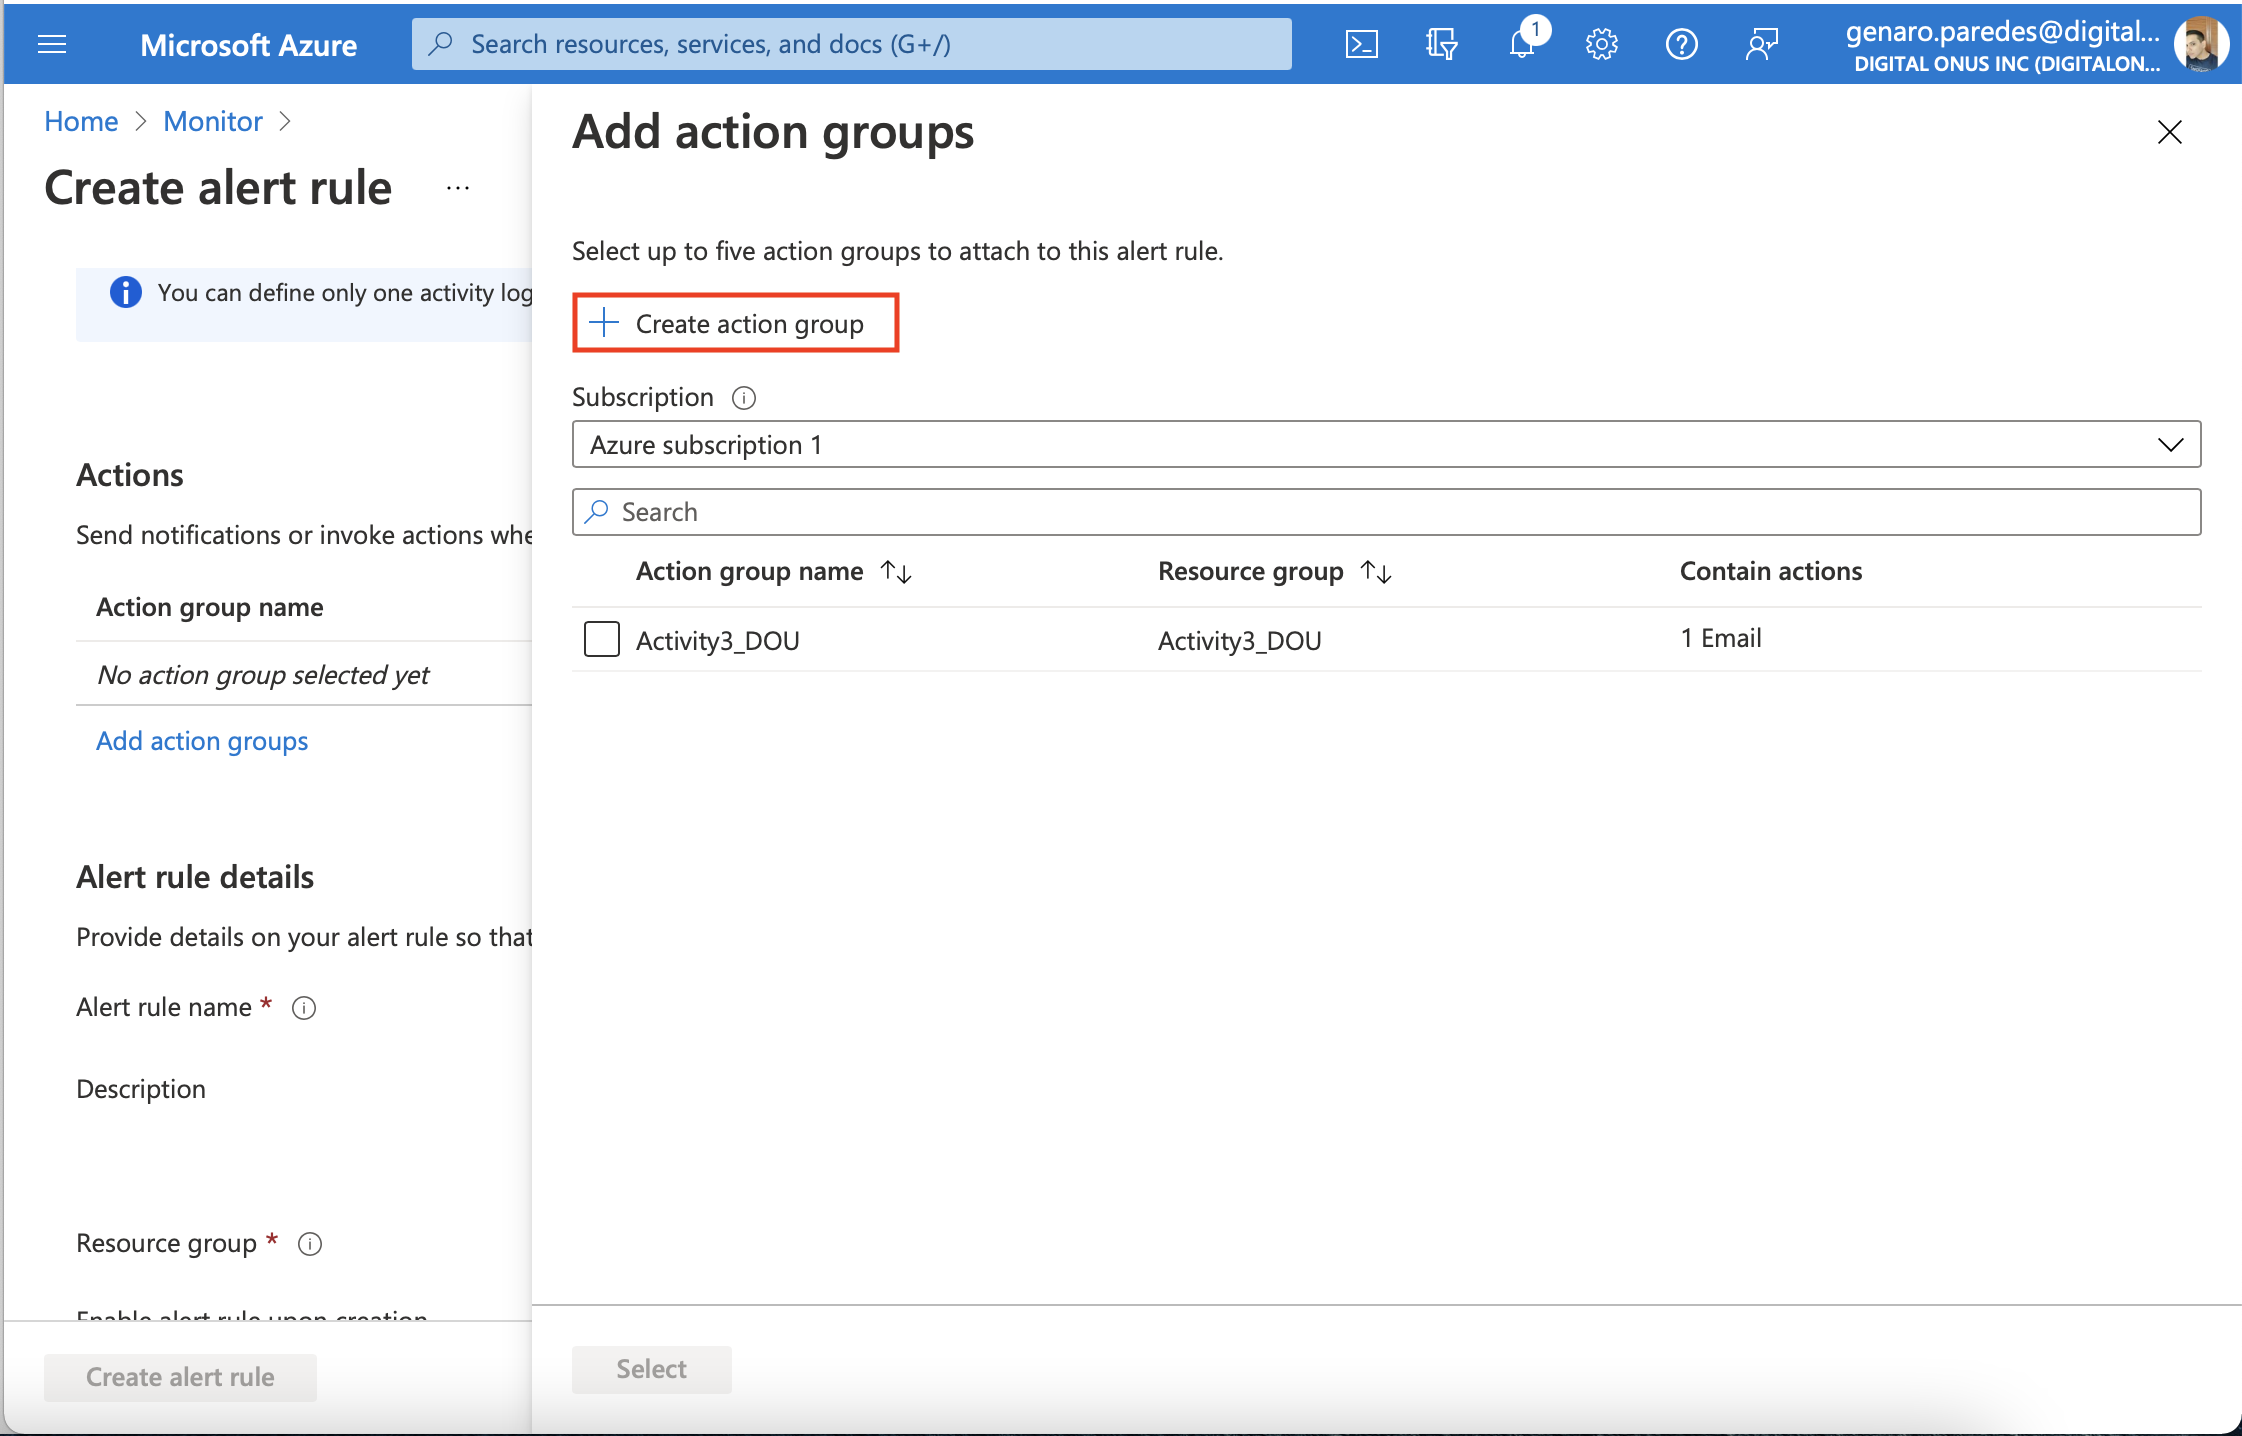 Microsoft Azure
Search resources, services, and docs (G+/)
1
genaro.paredes@digital...
DIGITAL ONUS INC (DIGITALON...
Home > Monitor >
Create alert rule ...
You can define only one activity log
Actions
Send notifications or invoke actions whe
Action group name
No action group selected yet
Add action groups
Alert rule details
Provide details on your alert rule so that
Alert rule name *
Description
Resource group *
Enable alert rule upon creation
Create alert rule
Add action groups
Select up to five action groups to attach to this alert rule.
Create action group
Subscription
Azure subscription 1
Search
Action group name ↑↓ Resource group ↑↓ Contain actions
Activity3_DOU Activity3_DOU 1 Email
Select